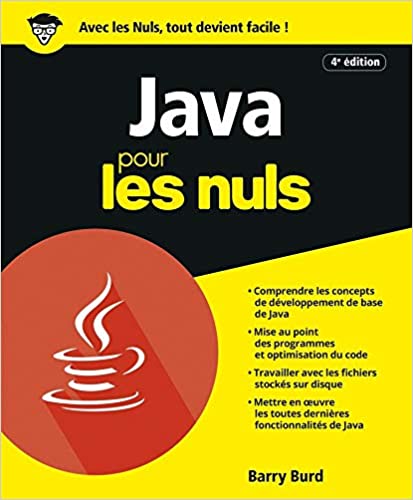 Avec les Nuls, tout devient facile !
4e édition
Java
pour
les nuls
• Comprendre les concepts
de développement de base
de Java
• Mise au point
des programmes
et optimisation du code
• Travailler avec les fichiers
stockés sur disque
• Mettre en œuvre
les toutes dernières
fonctionnalités de Java
Barry Burd